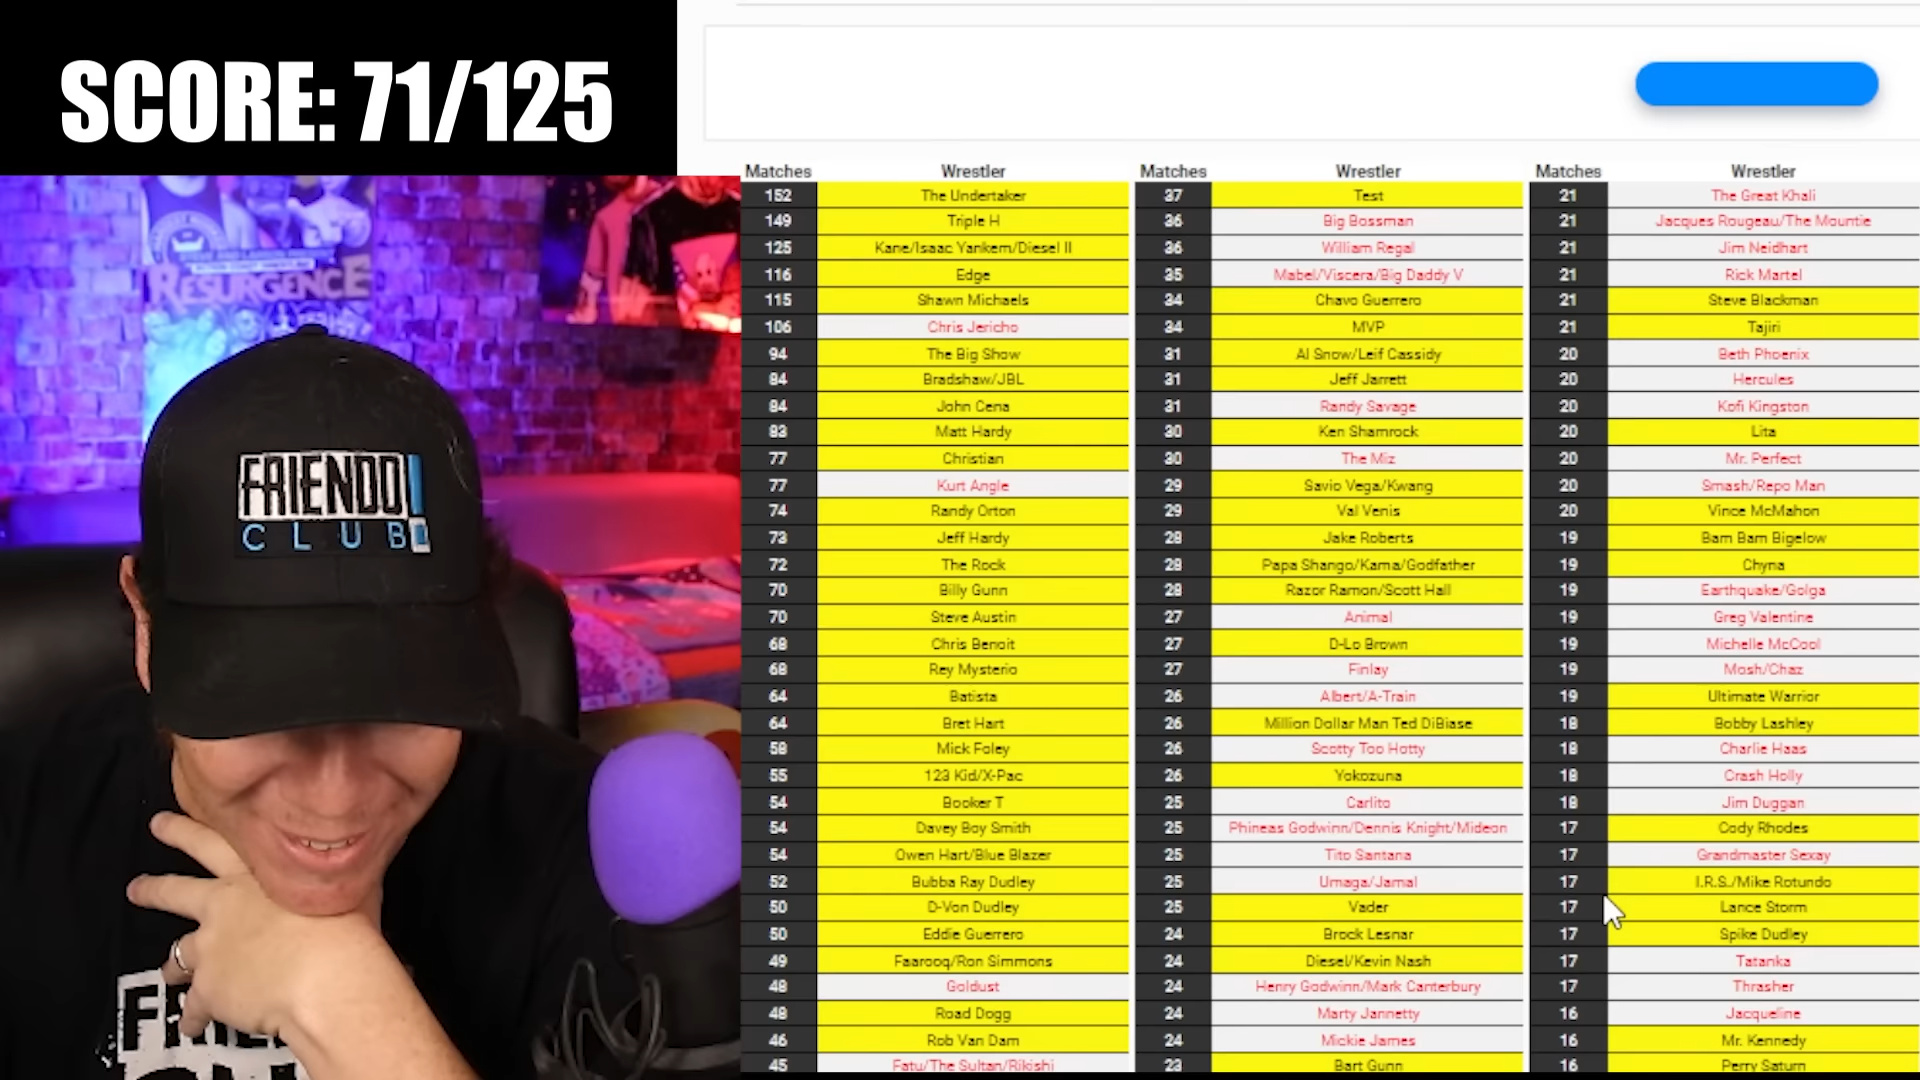 SCORE: 71/125
RESURGENCE
FRIENDO!
CLUB
Matches Wrestler Matches Wrestler Matches Wrestler
152 The Undertaker 37 Test 21 The Great Khali
149 Triple H 36 Big Bossman 21 Jacques Rougeau/The Mountie
125 Kane/Isaac Yankem/Diesel II 36 William Regal 21 Jim Neidhart
116 Edge 35 Mabel/Viscera/Big Daddy V 21 Rick Martel
115 Shawn Michaels 34 Chavo Guerrero 21 Steve Blackman
106 Chris Jericho 34 MVP 21 Tajiri
94 The Big Show 31 Al Snow/Leif Cassidy 20 Beth Phoenix
84 Bradshaw/JBL 31 Jeff Jarrett 20 Hercules
84 John Cena 31 Randy Savage 20 Kofi Kingston
83 Matt Hardy 30 Ken Shamrock 20 Lita
77 Christian 30 The Miz 20 Mr. Perfect
77 Kurt Angle 29 Savio Vega/Kwang 20 Smash/Repo Man
74 Randy Orton 29 Val Venis 20 Vince McMahon
73 Jeff Hardy 28 Jake Roberts 19 Bam Bam Bigelow
72 The Rock 28 Papa Shango/Kama/Godfather 19 Chyna
70 Billy Gunn 28 Razor Ramon/Scott Hall 19 Earthquake/Golga
70 Steve Austin 27 Animal 19 Greg Valentine
68 Chris Benoit 27 D-Lo Brown 19 Michelle McCool
68 Rey Mysterio 27 Finlay 19 Mosh/Chaz
64 Batista 26 Albert/A-Train 19 Ultimate Warrior
64 Bret Hart 26 Million Dollar Man Ted DiBiase 18 Bobby Lashley
58 Mick Foley 26 Scotty Too Hotty 18 Charlie Haas
55 123 Kid/X-Pac 26 Yokozuna 18 Crash Holly
54 Booker T 25 Carlito 18 Jim Duggan
54 Davey Boy Smith 25 Phineas Godwinn/Dennis Knight/Mideon 17 Cody Rhodes
54 Owen Hart/Blue Blazer 25 Tito Santana 17 Grandmaster Sexay
52 Bubba Ray Dudley 25 Umaga/Jamal 17 I.R.S./Mike Rotundo
50 D-Von Dudley 25 Vader 17 Lance Storm
50 Eddie Guerrero 24 Brock Lesnar 17 Spike Dudley
49 Faarooq/Ron Simmons 24 Diesel/Kevin Nash 17 Tatanka
48 Goldust 24 Henry Godwinn/Mark Canterbury 17 Thrasher
48 Road Dogg 24 Marty Jannetty 16 Jacqueline
46 Rob Van Dam 24 Mickie James 16 Mr. Kennedy
45 Fatu/The Sultan/Rikishi 23 Bart Gunn 16 Perry Saturn